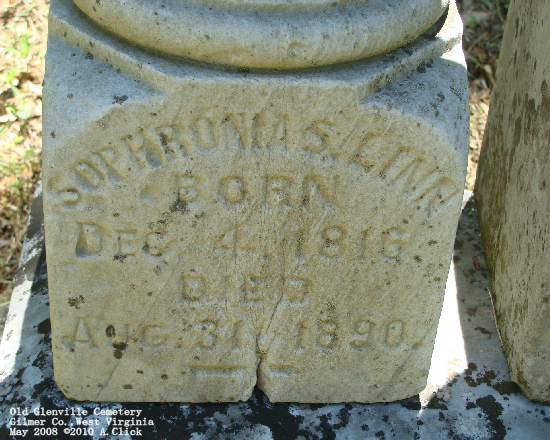 SOPHRONIA S. LINN
BORN
DEC. 4, 1816
DIED
AUG. 31, 1890.
Old Glenville Cemetery
Gilmer Co., West Virginia
May 2008 ©2010 A.Click